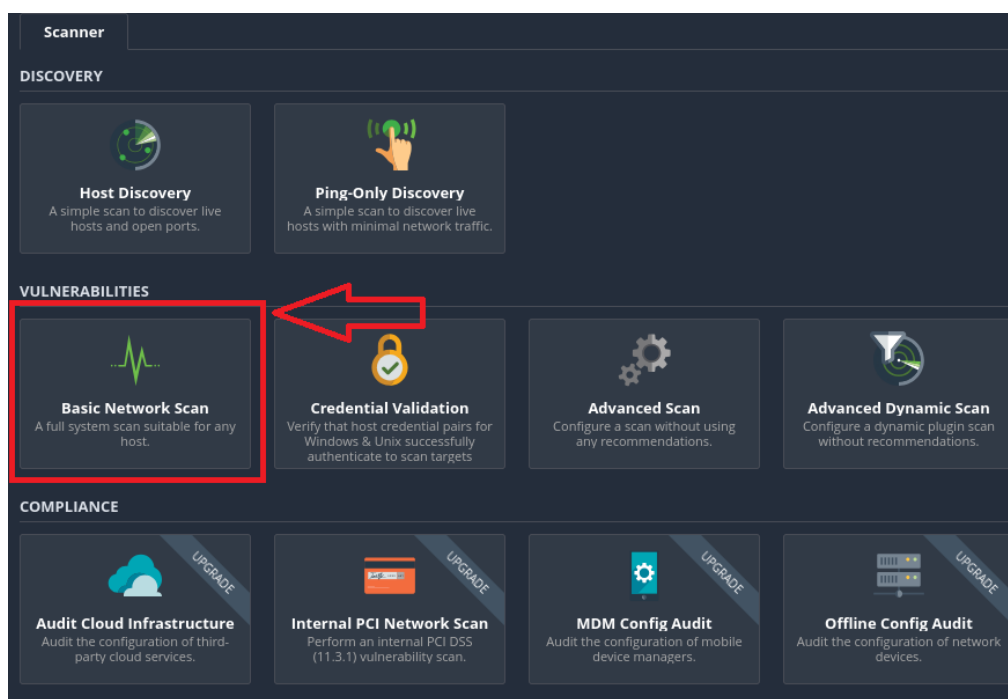 Scanner
DISCOVERY
Host Discovery
A simple scan to discover live
hosts and open ports.
Ping-Only Discovery
A simple scan to discover live
hosts with minimal network traffic.
VULNERABILITIES
Basic Network Scan
A full system scan suitable for any
host.
Credential Validation
Verify that host credential pairs for
Windows & Unix successfully
authenticate to scan targets
Advanced Scan
Configure a scan without using
any recommendations.
Advanced Dynamic Scan
Configure a dynamic plugin scan
without recommendations.
COMPLIANCE
UPGRADE
Audit Cloud Infrastructure
Audit the configuration of third-
party cloud services.
UPGRADE
Internal PCI Network Scan
Perform an internal PCI DSS
(11.3.1) vulnerability scan.
UPGRADE
MDM Config Audit
Audit the configuration of mobile
device managers.
UPGRADE
Offline Config Audit
Audit the configuration of network
devices.